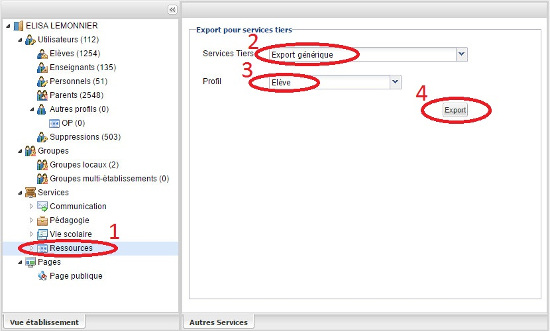 ELISA LEMONNIER
Utilisateurs (112)
Elèves (1254)
Enseignants (135)
Personnels (51)
Parents (2548)
Autres profils (0)
OP (0)
Suppressions (503)
Groupes
Groupes locaux (2)
Groupes multi-établissements (0)
Services
Communication
Pédagogie
Vie scolaire
1
Ressources
Pages
Page publique
Vue établissement
Export pour services tiers
2
Services Tiers Export générique
3
Profil Elève
4
Export
Autres Services